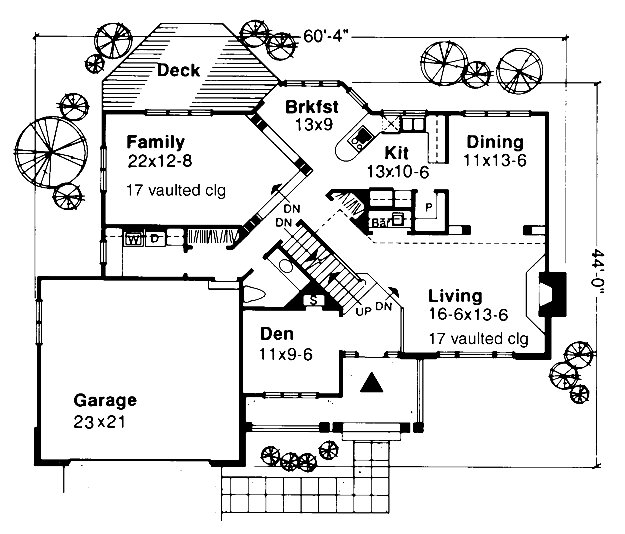 60'-4"
Deck
Brkfst
13x9
Family
22x12-8
17 vaulted clg
Kit
13x10-6
Dining
11x13-6
DN
DN
P
Bar
W D
S
UP
DN
Living
16-6x13-6
17 vaulted clg
44'-0"
Den
11x9-6
Garage
23x21